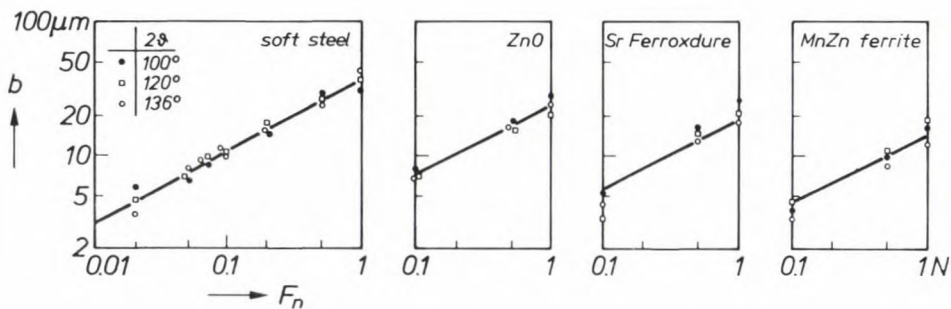 100µm
50
20
10
5
2
b
2ϑ
100°
120°
136°
soft steel
0.01
0.1
1
Fn
ZnO
0.1
1
Sr Ferroxdure
0.1
1
MnZn ferrite
0.1
1N